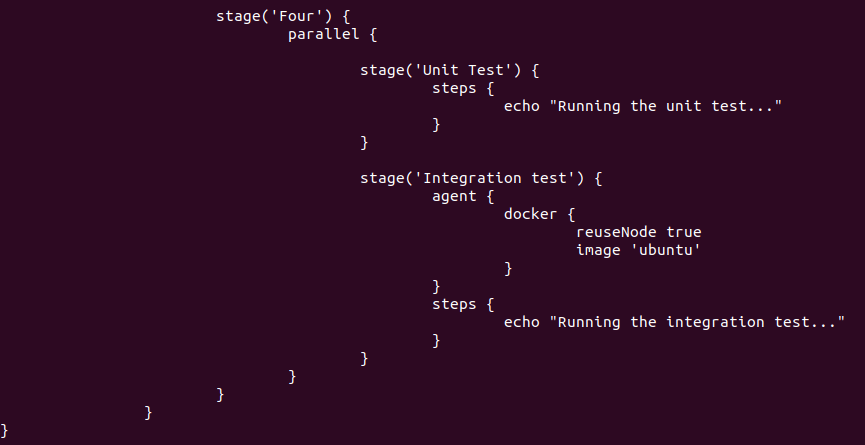 stage('Four') {
parallel {
stage('Unit Test') {
steps {
echo "Running the unit test..."
}
}
stage('Integration test') {
agent {
docker {
reuseNode true
image 'ubuntu'
}
}
steps {
echo "Running the integration test..."
}
}
}
}
}
}